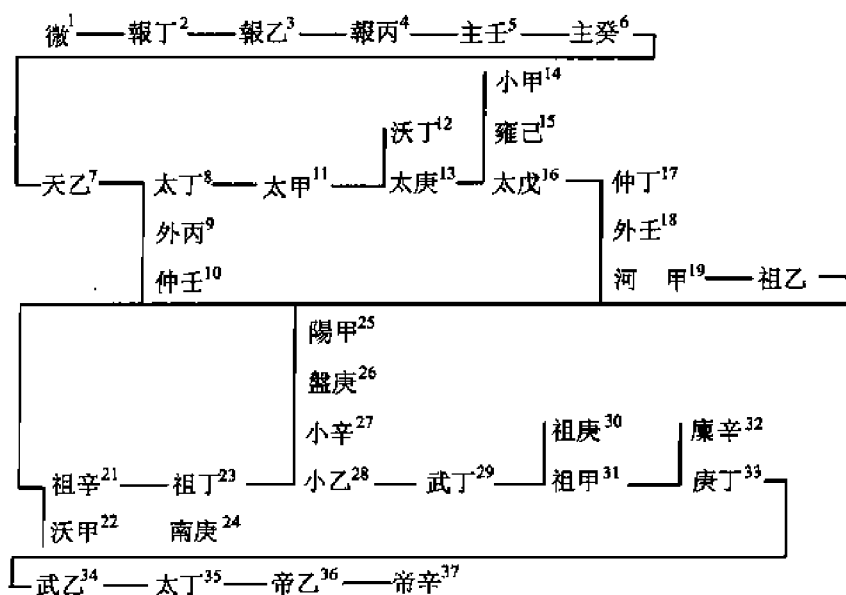 微1 報丁2 報乙3 報丙4 主壬5 主癸6
小甲14
沃丁12 雍己15
天乙7 太丁8 太甲11 太庚13 太戊16 仲丁17
外丙9 外壬18
仲壬10 河 甲19 祖乙
陽甲25
盤庚26
小辛27 祖庚30 廩辛32
祖辛21 祖丁23 小乙28 武丁29 祖甲31 庚丁33
沃甲22 南庚24
武乙34 太丁35 帝乙36 帝辛37